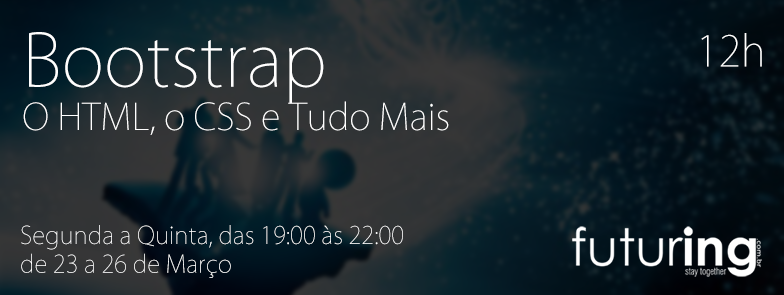 Bootstrap
12h
O HTML, o CSS e Tudo Mais
Segunda a Quinta, das 19:00 às 22:00
de 23 a 26 de Março
futuring.com.br
stay together